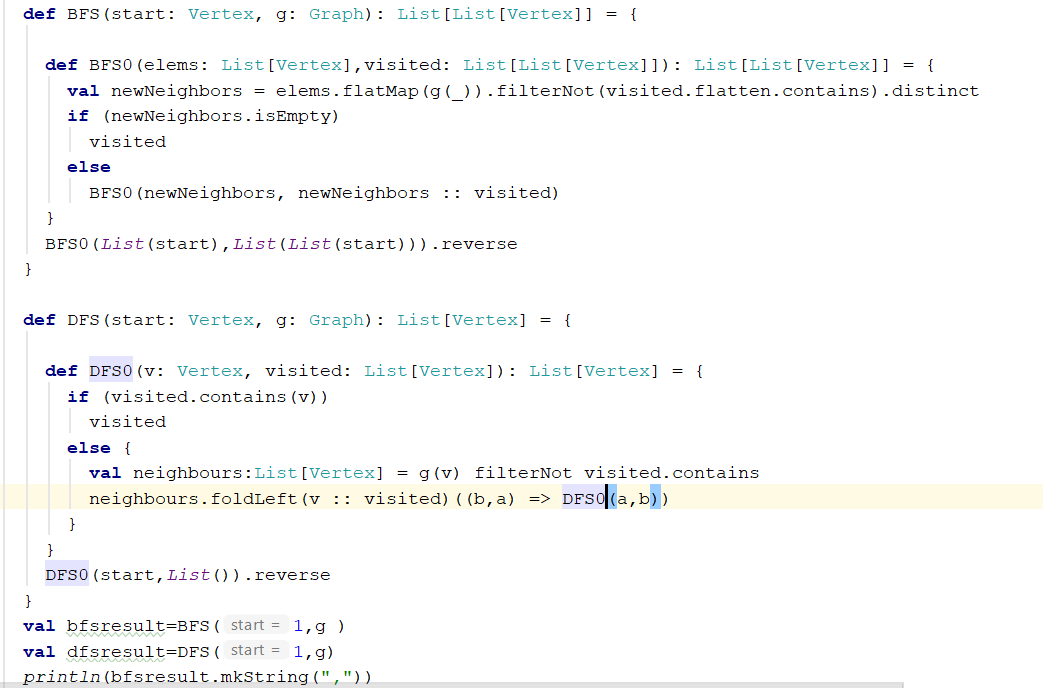 def BFS(start: Vertex, g: Graph): List[List[Vertex]] = {
def BFS0(elems: List[Vertex],visited: List[List[Vertex]]): List[List[Vertex]] = {
val newNeighbors = elems.flatMap(g(_)).filterNot(visited.flatten.contains).distinct
if (newNeighbors.isEmpty)
visited
else
BFS0(newNeighbors, newNeighbors :: visited)
}
BFS0(List(start),List(List(start))).reverse
}
def DFS(start: Vertex, g: Graph): List[Vertex] = {
def DFS0(v: Vertex, visited: List[Vertex]): List[Vertex] = {
if (visited.contains(v))
visited
else {
val neighbours:List[Vertex] = g(v) filterNot visited.contains
neighbours.foldLeft(v :: visited)((b,a) => DFS0(a,b))
}
}
DFS0(start,List()).reverse
}
val bfsresult=BFS( start = 1,g )
val dfsresult=DFS( start = 1,g)
println(bfsresult.mkString(","))